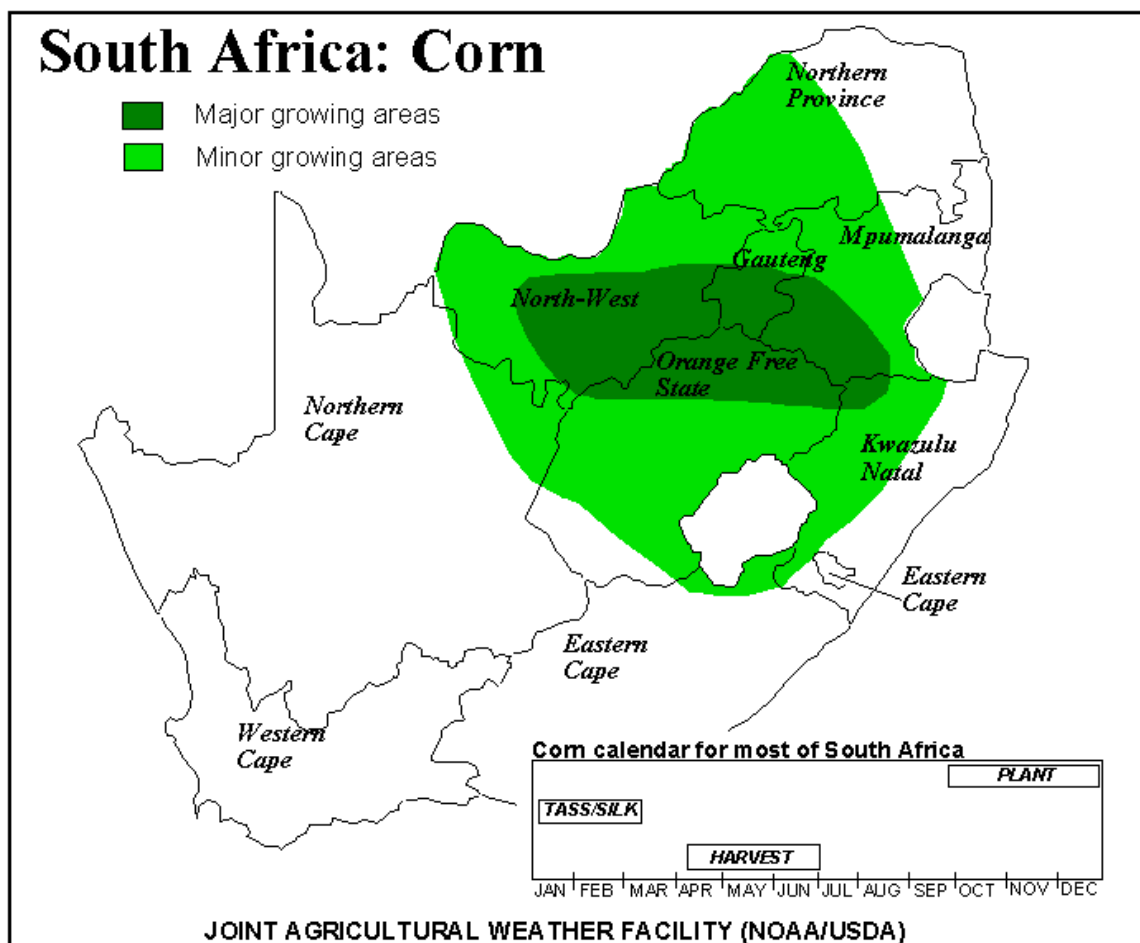 South Africa: Corn
Major growing areas
Minor growing areas
Northern
Province
Mpumalanga
Gauteng
North-West
Orange Free
State
Northern
Cape
Kwazulu
Natal
Eastern
Cape
Eastern
Cape
Western
Cape
Corn calendar for most of South Africa
PLANT
TASS/SILK
HARVEST
JAN FEB MAR APR MAY JUN JUL AUG SEP OCT NOV DEC
JOINT AGRICULTURAL WEATHER FACILITY (NOAA/USDA)